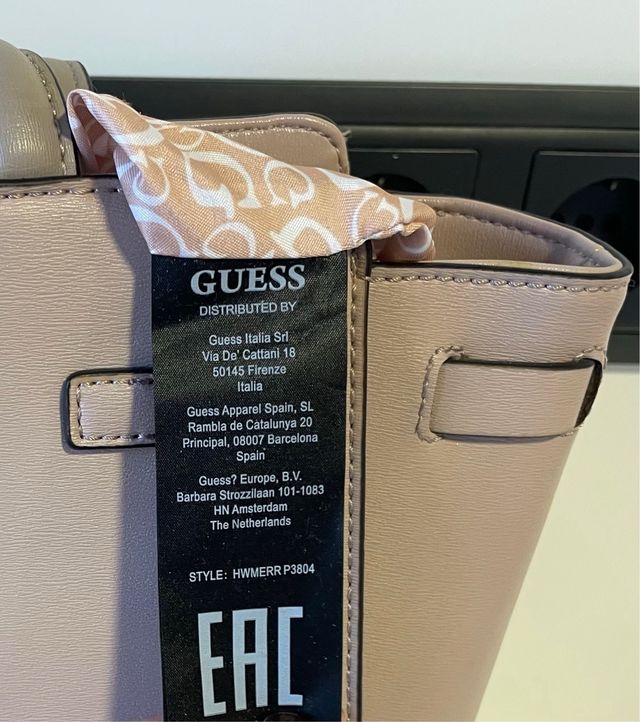 GUESS
DISTRIBUTED BY
Guess Italia Srl
Via De' Cattani 18
50145 Firenze
Italia
Guess Apparel Spain, SL
Rambla de Catalunya 20
Principal, 08007 Barcelona
Spain
Guess? Europe, B.V.
Barbara Strozzilaan 101-1083
HN Amsterdam
The Netherlands
STYLE: HWMERR P3804
EAC